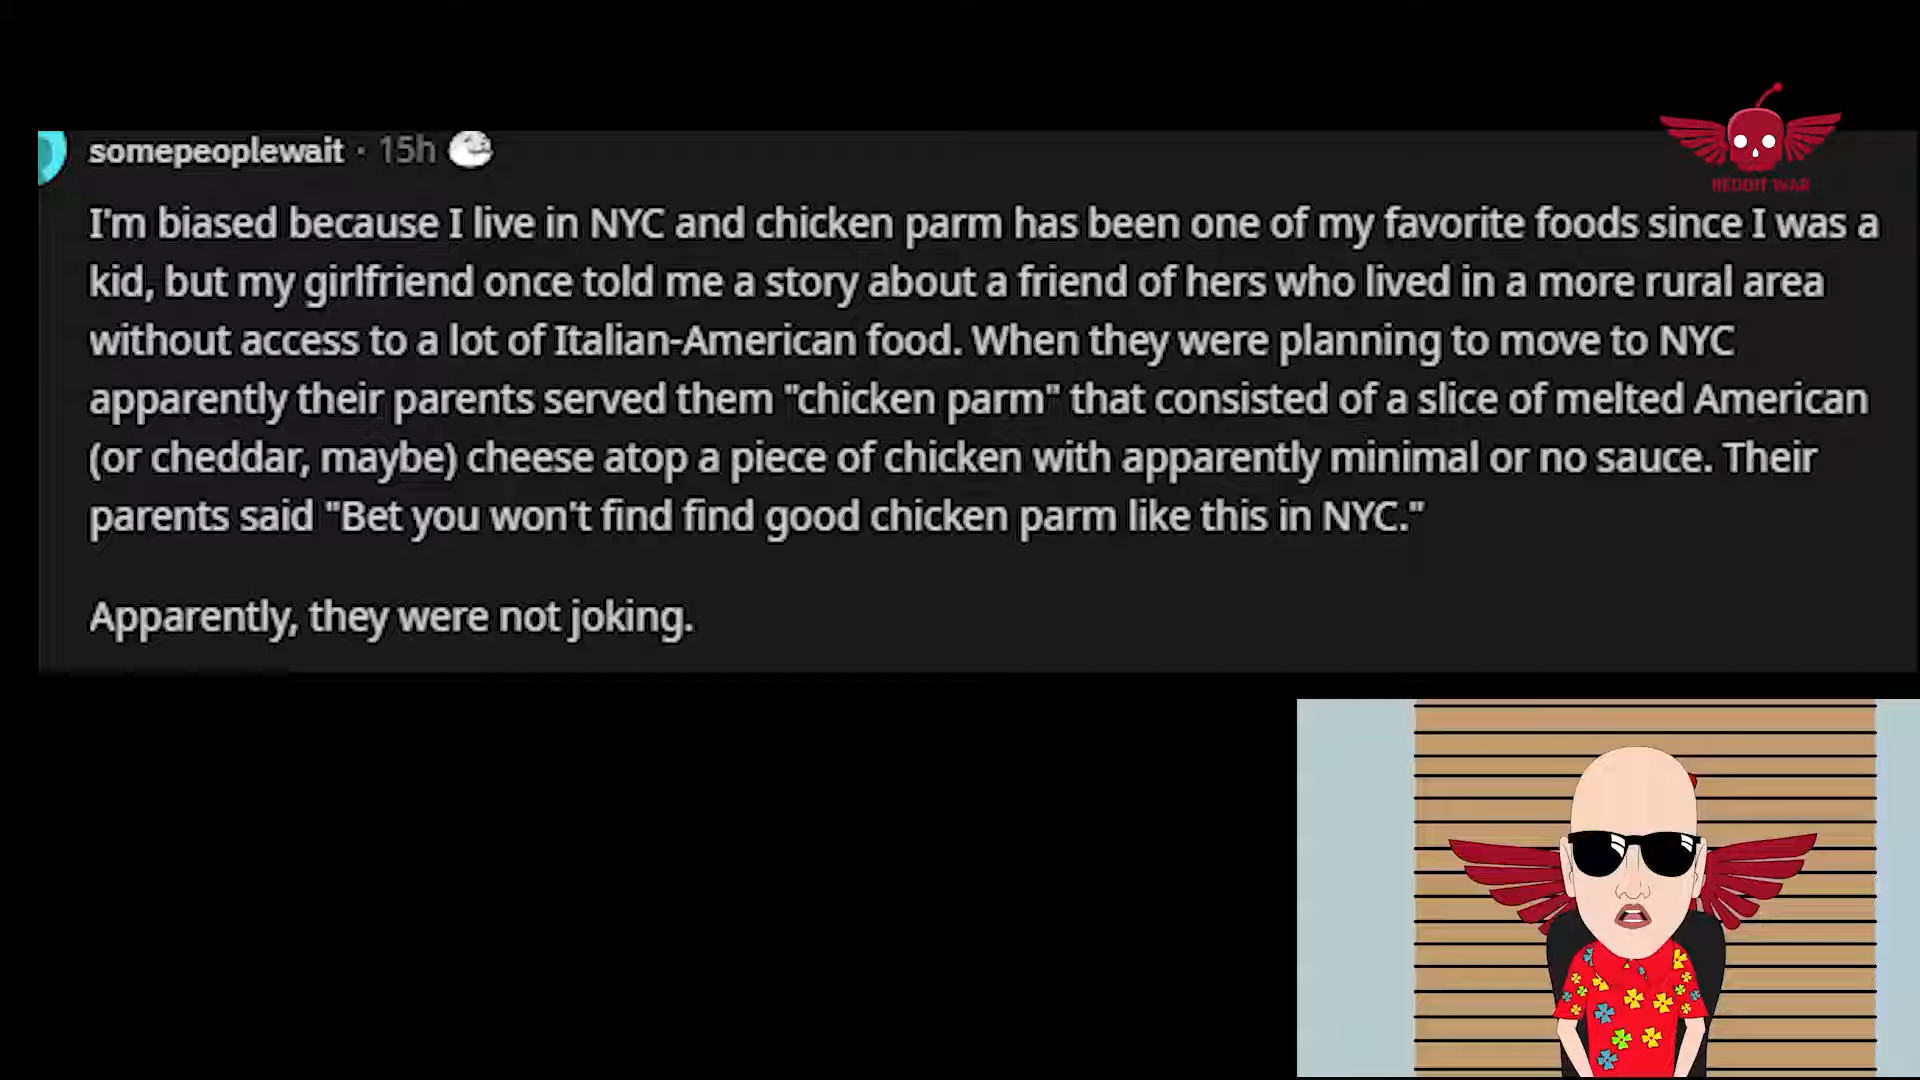 somepeoplewait · 15h
REDDIT WAR
I'm biased because I live in NYC and chicken parm has been one of my favorite foods since I was a
kid, but my girlfriend once told me a story about a friend of hers who lived in a more rural area
without access to a lot of Italian-American food. When they were planning to move to NYC
apparently their parents served them "chicken parm" that consisted of a slice of melted American
(or cheddar, maybe) cheese atop a piece of chicken with apparently minimal or no sauce. Their
parents said "Bet you won't find find good chicken parm like this in NYC."
Apparently, they were not joking.